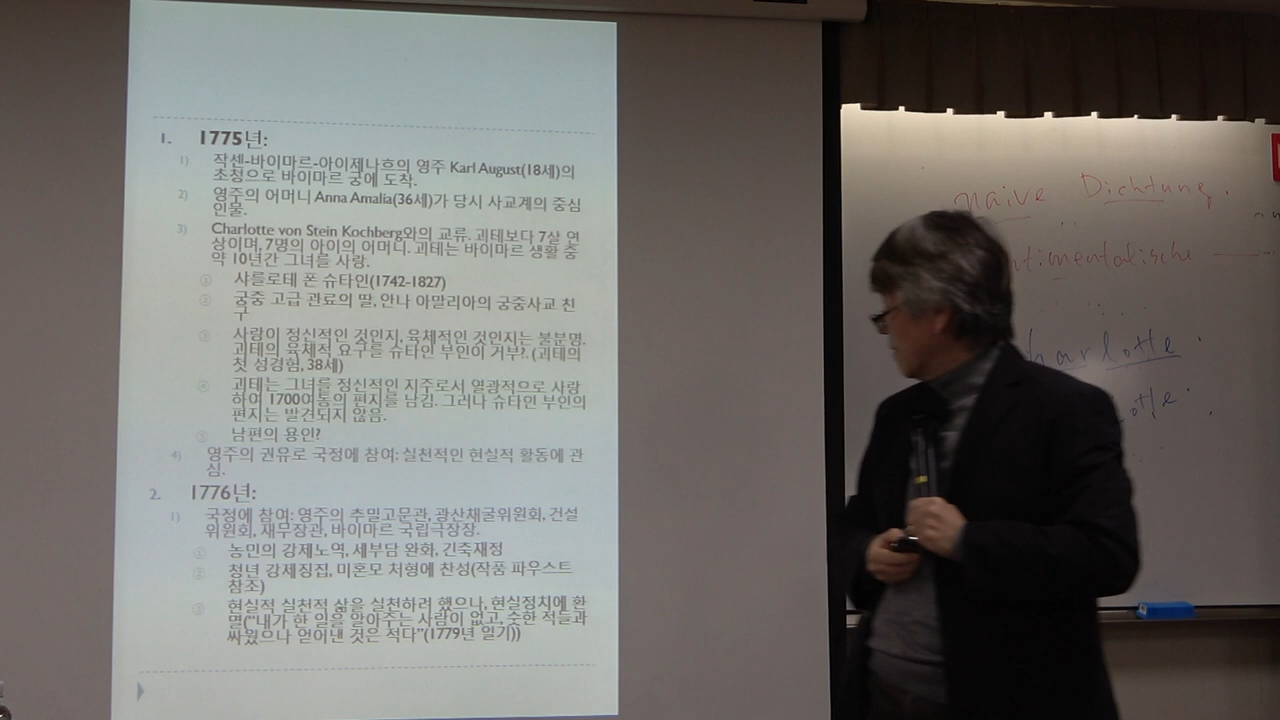 1. 1775년:
1) 작센-바이마르-아이제나흐의 영주 Karl August(18세)의
초청으로 바이마르 궁에 도착.
2) 영주의 어머니 Anna Amalia(36세)가 당시 사교계의 중심
인물.
3) Charlotte von Stein Kochberg와의 교류. 괴테보다 7살 연
상이며, 7명의 아이의 어머니. 괴테는 바이마르 생활 중
약 10년간 그녀를 사랑.
① 샤를로테 폰 슈타인(1742-1827)
② 궁중 고급 관료의 딸, 안나 아말리아의 궁중사교 친
구
③ 사랑이 정신적인 것인지, 육체적인 것인지는 불분명.
괴테의 육체적 요구를 슈타인 부인이 거부?. (괴테의
첫 성경험, 38세)
④ 괴테는 그녀를 정신적인 지주로서 열광적으로 사랑
하여 1700여통의 편지를 남김. 그러나 슈타인 부인의
편지는 발견되지 않음.
⑤ 남편의 용인?
4) 영주의 권유로 국정에 참여: 실천적인 현실적 활동에 관
심.
2. 1776년:
1) 국정에 참여: 영주의 추밀고문관, 광산채굴위원회, 건설
위원회, 재무장관, 바이마르 국립극장장.
① 농민의 강제노역, 세부담 완화, 긴축재정
② 청년 강제징집, 미혼모 처형에 찬성(작품 파우스트
참조)
③ 현실적 실천적 삶을 실천하려 했으나, 현실정치에 환
멸("내가 한 일을 알아주는 사람이 없고, 숫한 적들과
싸웠으나 얻어낸 것은 적다"(1779년 일기))
naive Dichtung.
ntimentalische
harlotte
otte